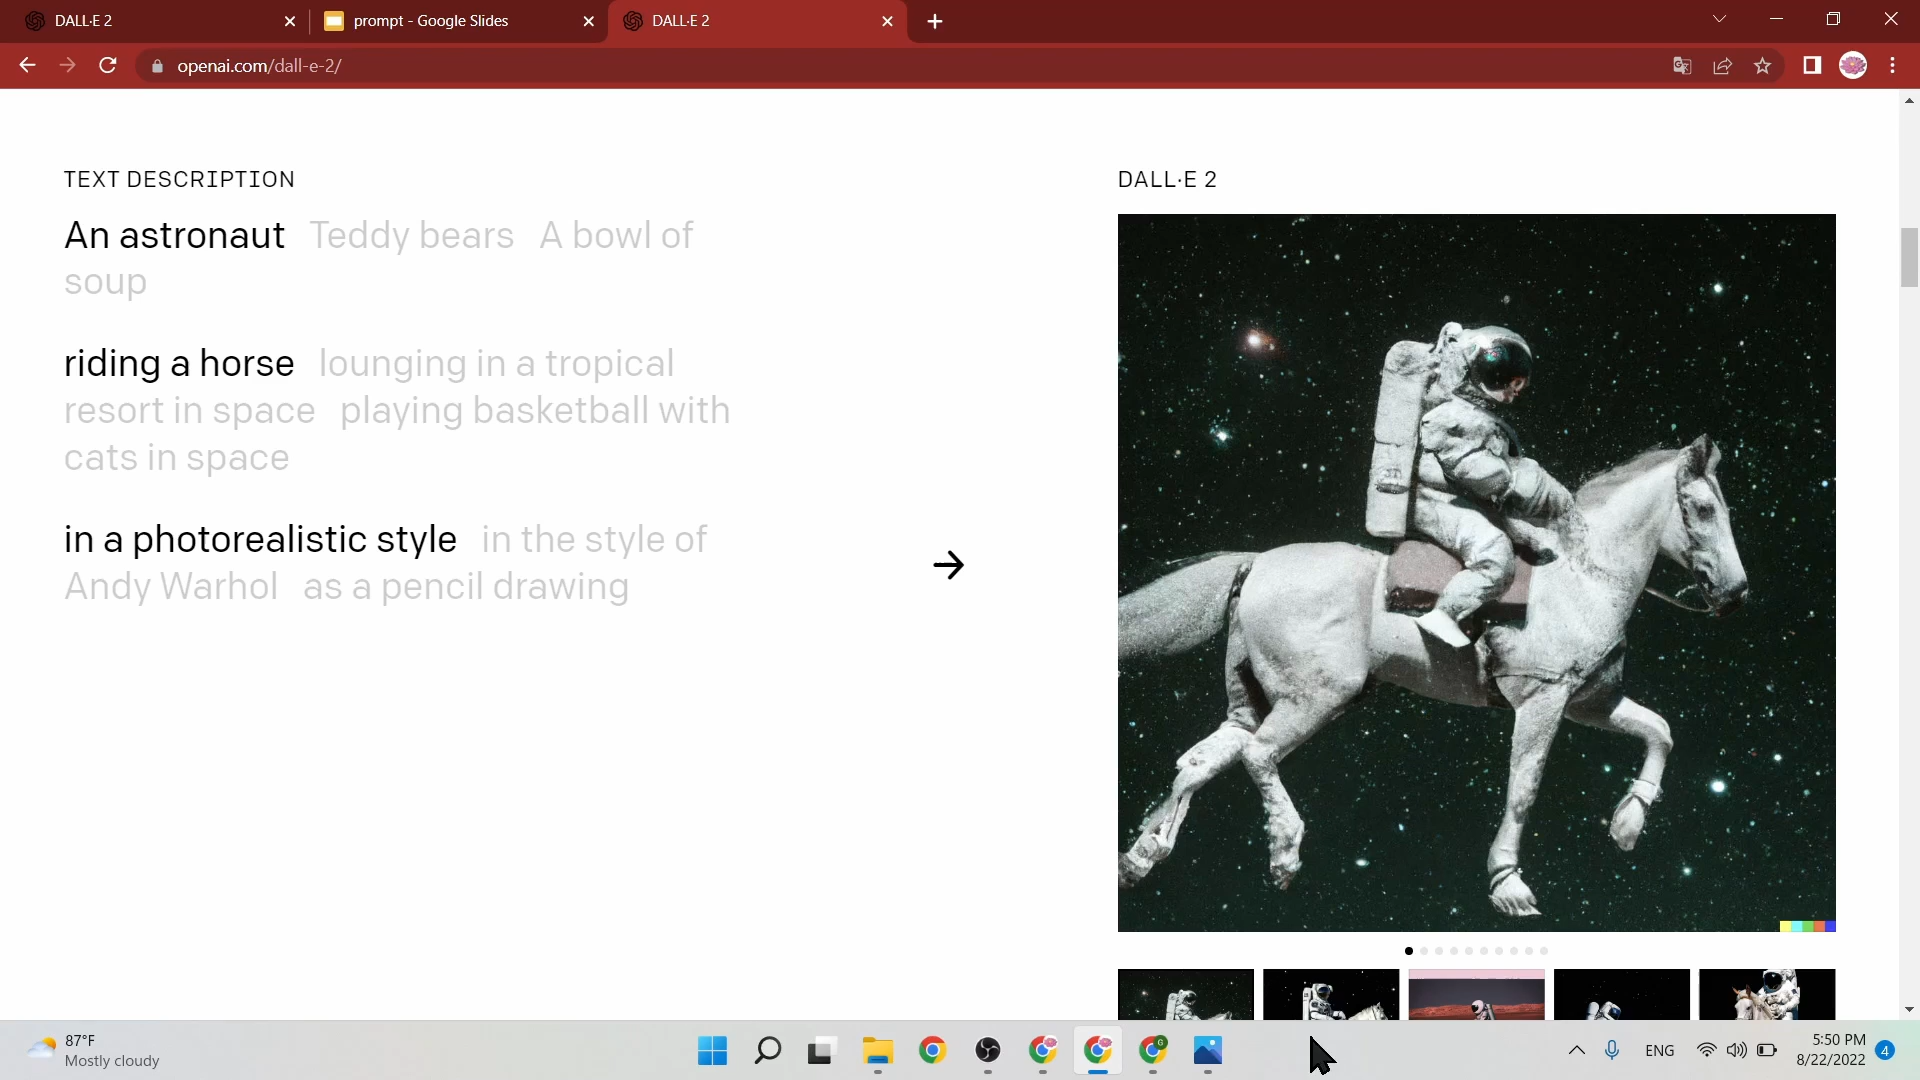 DALL·E 2
prompt - Google Slides
DALL·E 2
openai.com/dall-e-2/
TEXT DESCRIPTION
An astronaut Teddy bears A bowl of
soup
riding a horse lounging in a tropical
resort in space playing basketball with
cats in space
in a photorealistic style in the style of
Andy Warhol as a pencil drawing
DALL·E 2
87°F
Mostly cloudy
ENG
5:50 PM
8/22/2022
4